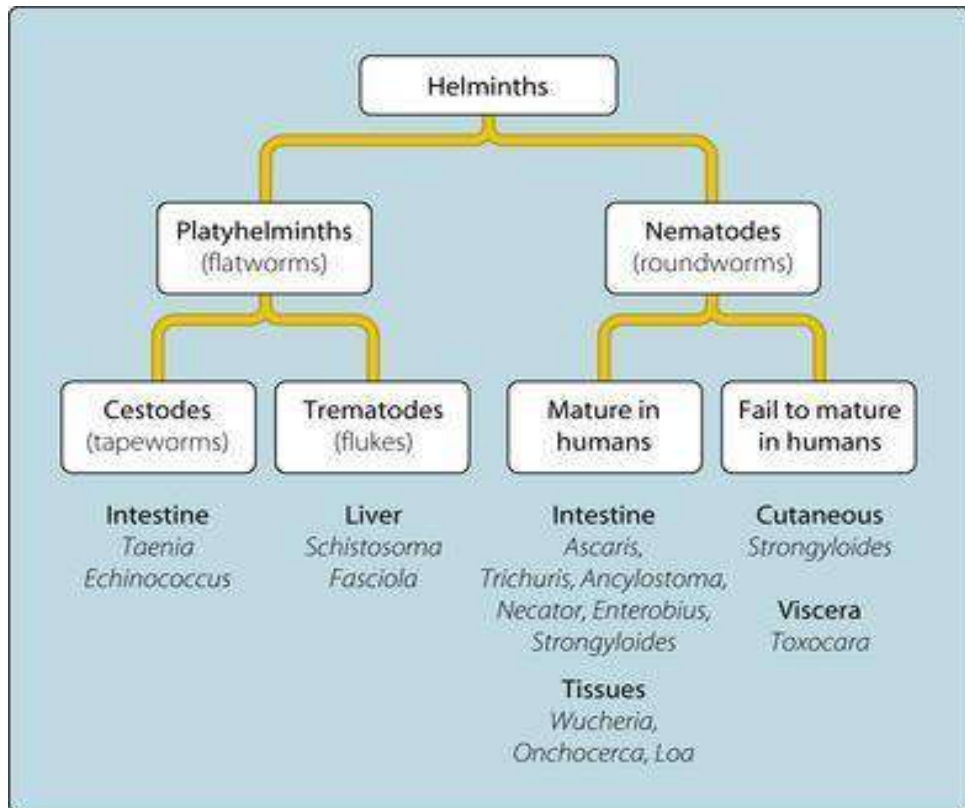 Helminths
Platyhelminths
(flatworms)
Nematodes
(roundworms)
Cestodes
(tapeworms)
Trematodes
(flukes)
Mature in
humans
Fail to mature
in humans
Intestine
Taenia
Echinococcus
Liver
Schistosoma
Fasciola
Intestine
Ascaris,
Trichuris, Ancylostoma,
Necator, Enterobius,
Strongyloides
Tissues
Wucheria,
Onchocerca, Loa
Cutaneous
Strongyloides
Viscera
Toxocara